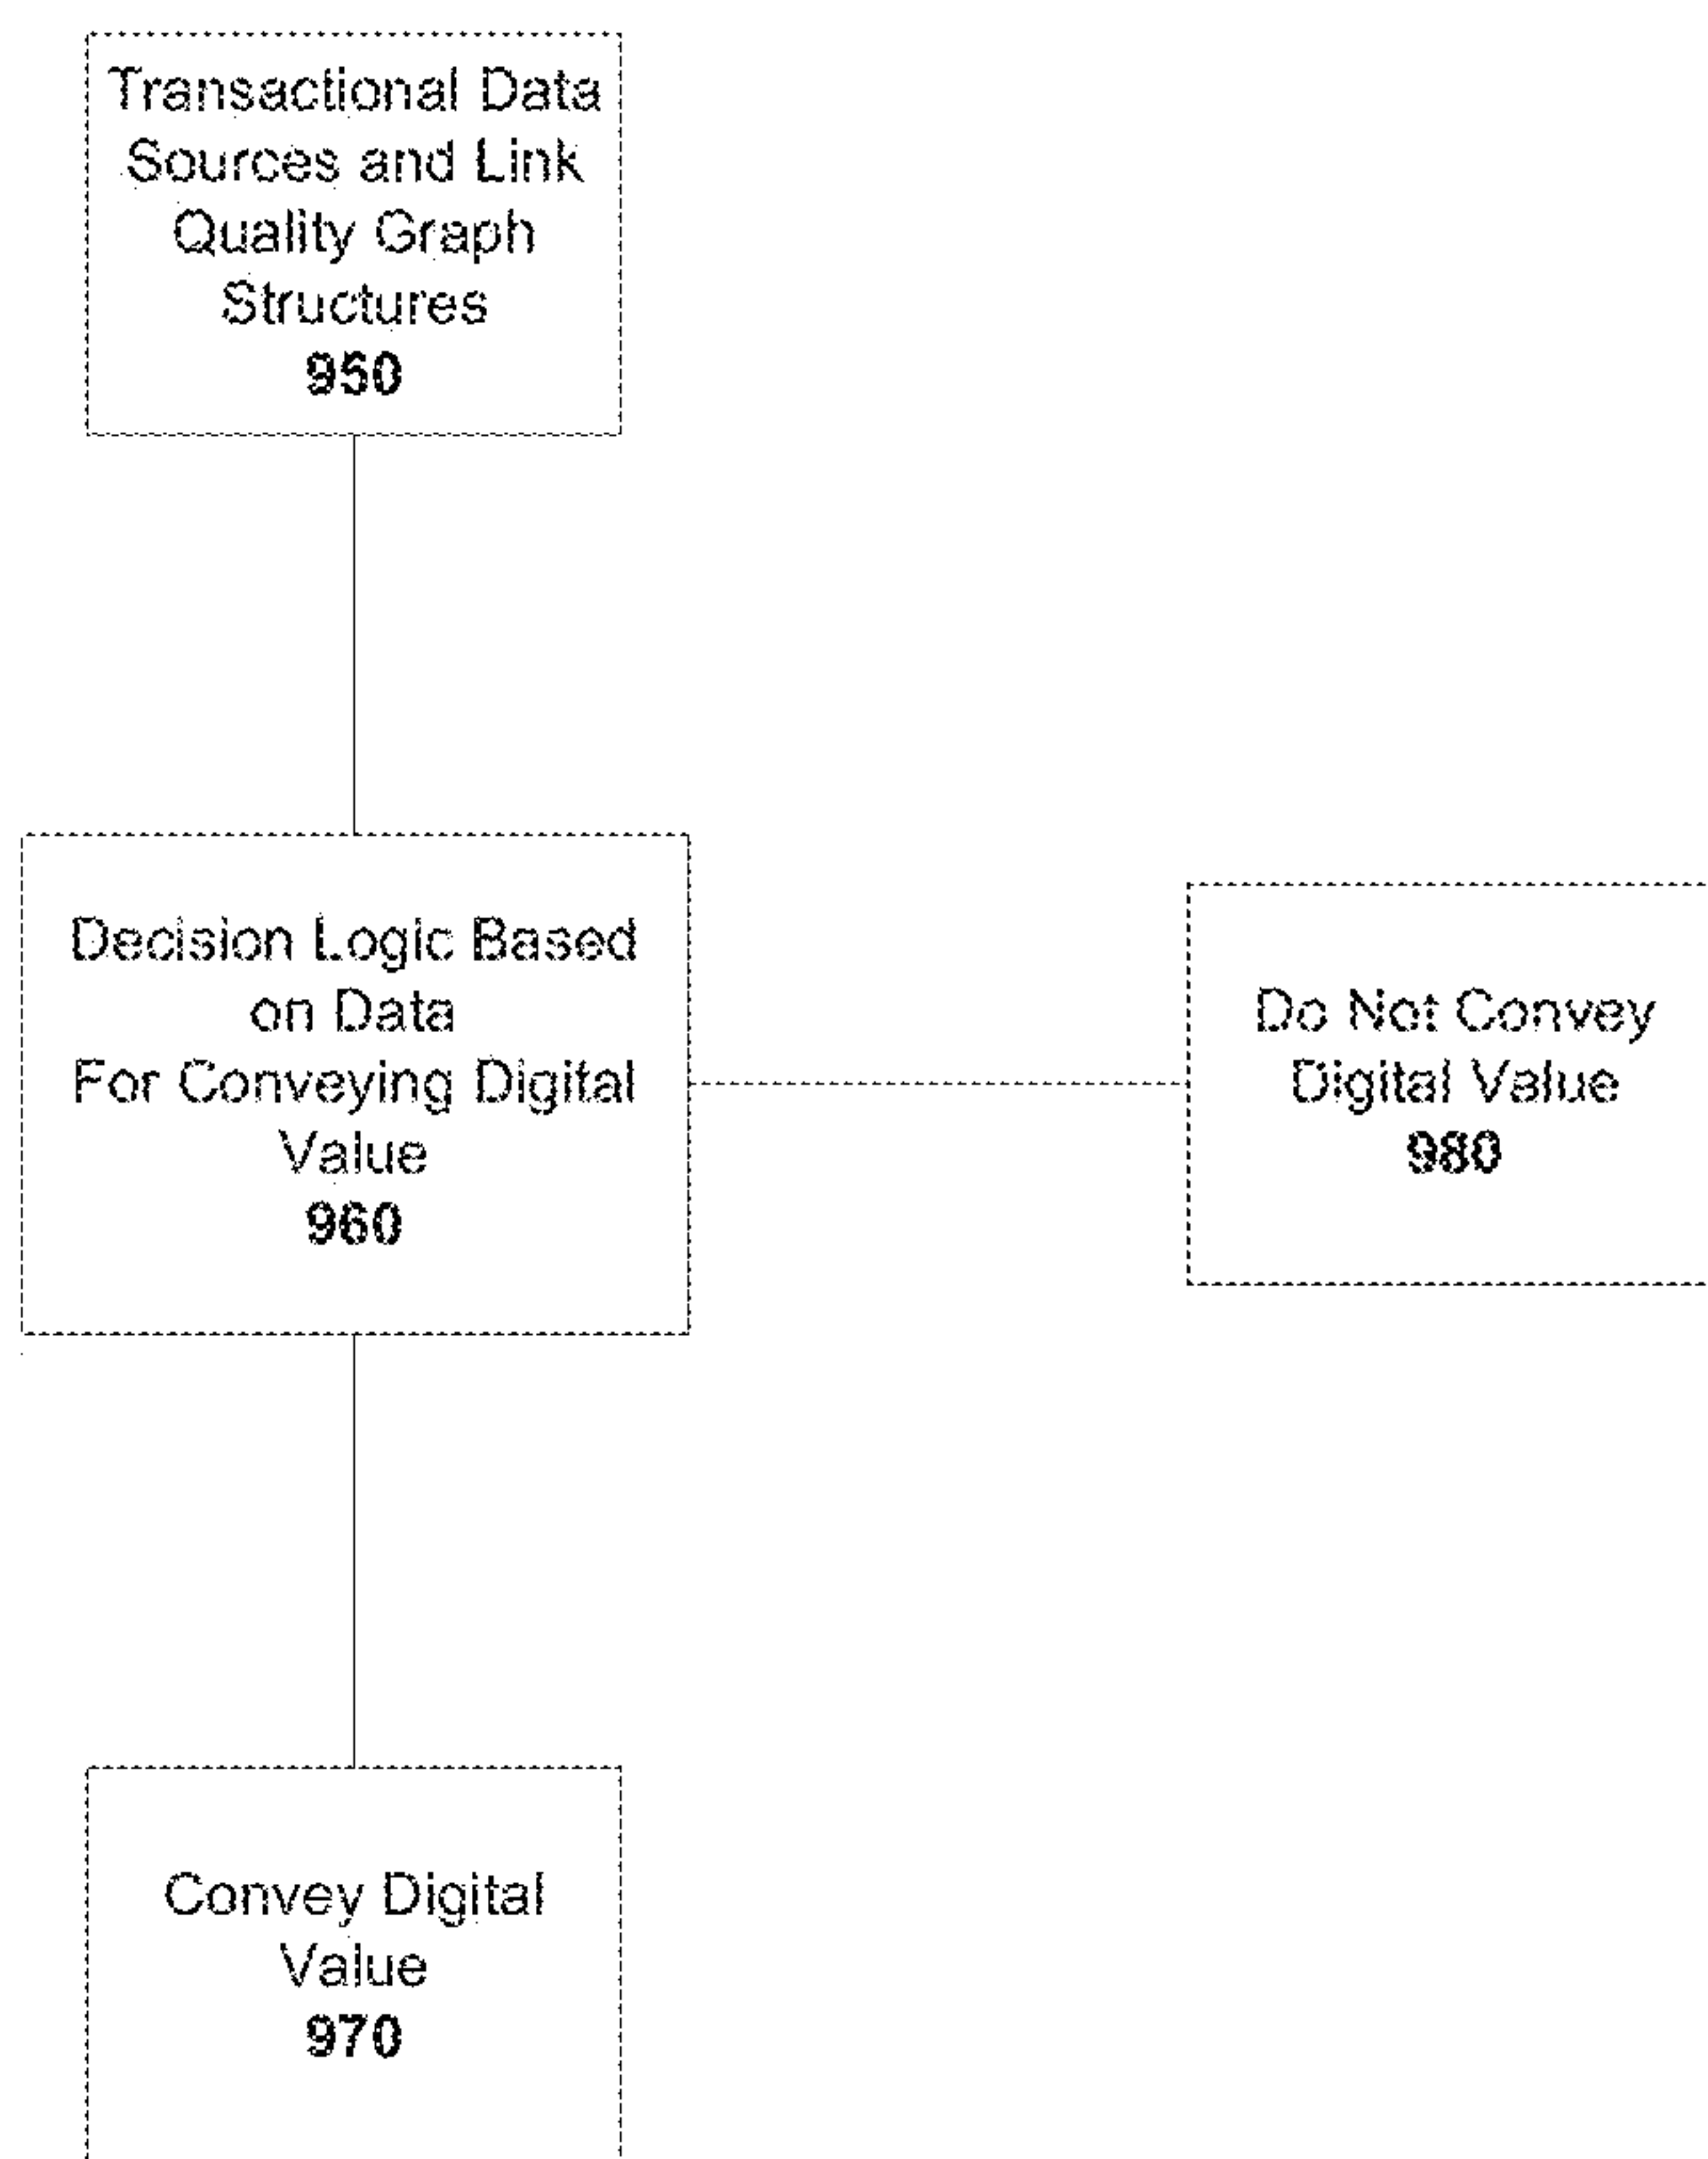 Transactional Data
Sources and Link
Quality Graph
Structures
950
Decision Logic Based
on Data
For Conveying Digital
Value
960
Do Not Convey
Digital Value
980
Convey Digital
Value
970